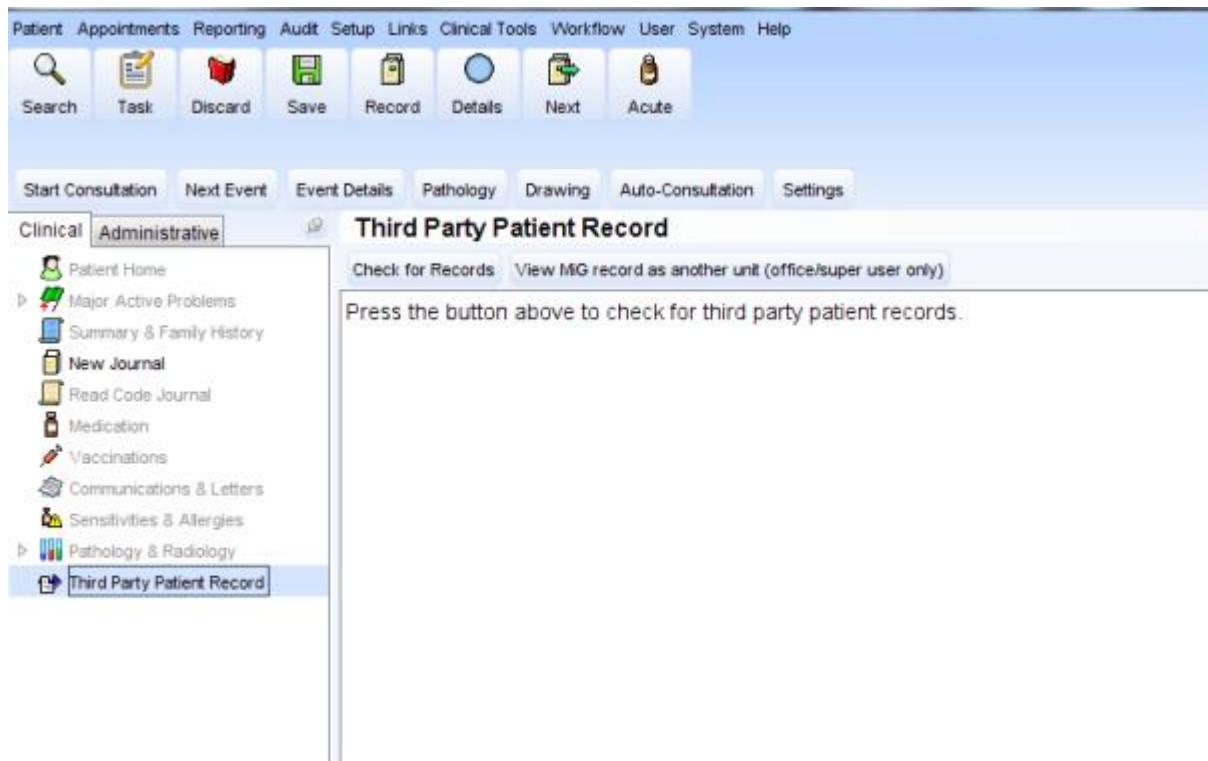 Patient Appointments Reporting Audit Setup Links Clinical Tools Workflow User System Help
Search Task Discard Save Record Details Next Acute
Start Consultation Next Event Event Details Pathology Drawing Auto-Consultation Settings
Clinical Administrative
Patient Home
Major Active Problems
Summary & Family History
New Journal
Read Code Journal
Medication
Vaccinations
Communications & Letters
Sensitivities & Allergies
Pathology & Radiology
Third Party Patient Record
Third Party Patient Record
Check for Records View MiG record as another unit (office/super user only)
Press the button above to check for third party patient records.